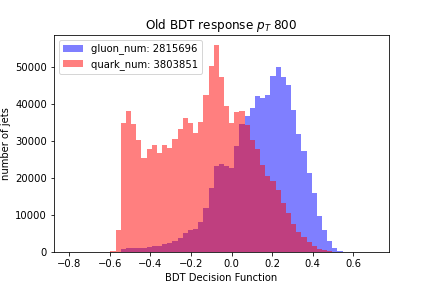 Old BDT response p_T 800
gluon_num: 2815696
quark_num: 3803851
number of jets
50000
40000
30000
20000
10000
0
−0.8 −0.6 −0.4 −0.2 0.0 0.2 0.4 0.6
BDT Decision Function